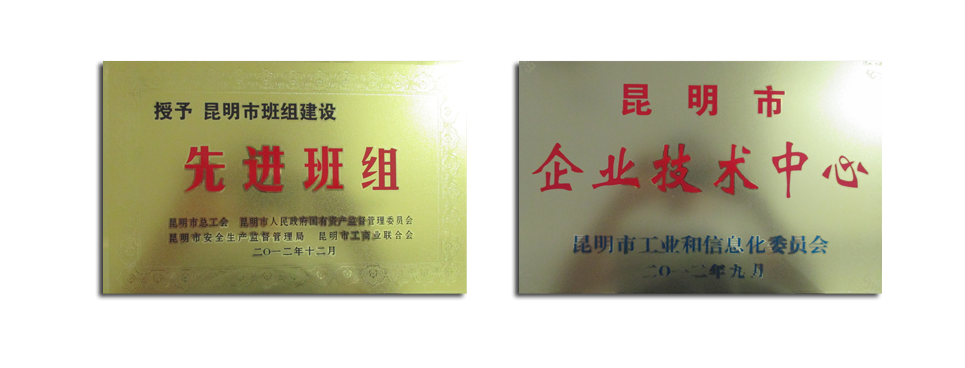 授予 昆明市班组建设
先进班组
昆明市总工会 昆明市人民政府国有资产监督管理委员会
昆明市安全生产监督管理局 昆明市工商业联合会
二〇一二年十二月
昆明市
企业技术中心
昆明市工业和信息化委员会
二〇一二年九月